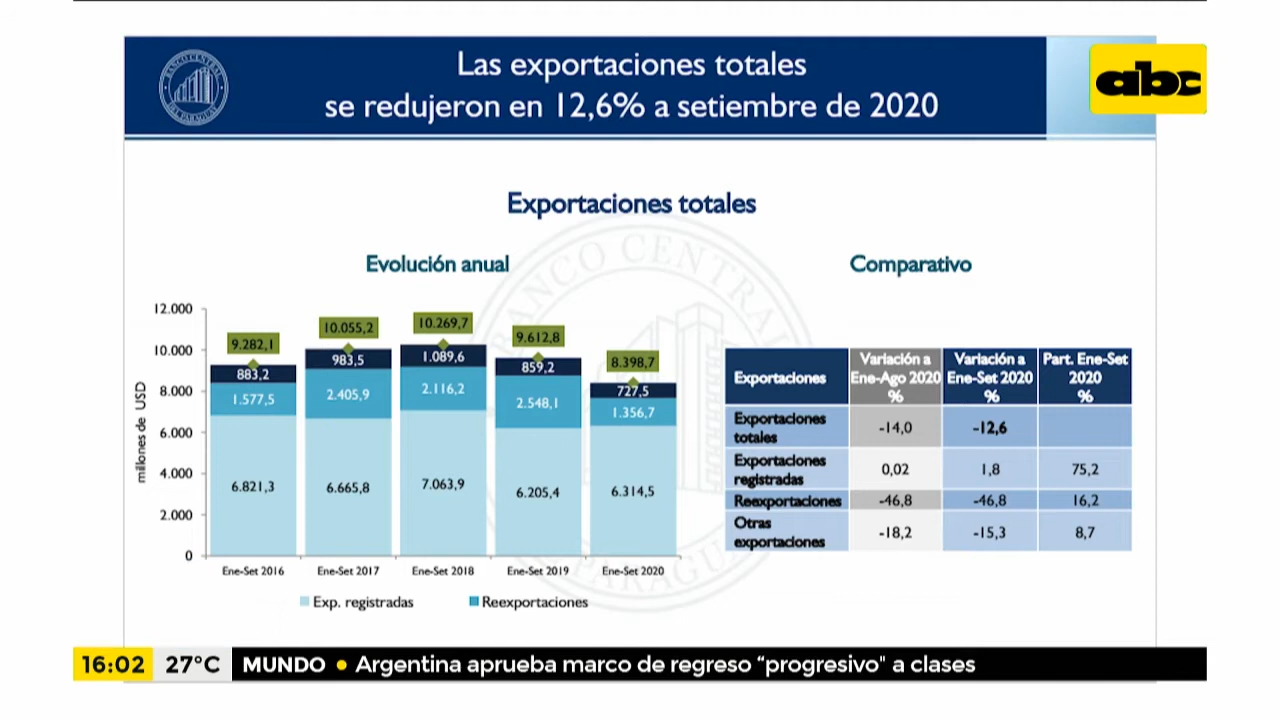 Las exportaciones totales
se redujeron en 12,6% a setiembre de 2020
abc
BANCO CENTRAL
DEL PARAGUAY
Exportaciones totales
Evolución anual
Comparativo
millones de USD
12.000
10.000
8.000
6.000
4.000
2.000
0
9.282,1
10.055,2
10.269,7
9.612,8
8.398,7
883,2
983,5
1.089,6
859,2
727,5
1.577,5
2.405,9
2.116,2
2.548,1
1.356,7
6.821,3
6.665,8
7.063,9
6.205,4
6.314,5
Ene-Set 2016
Ene-Set 2017
Ene-Set 2018
Ene-Set 2019
Ene-Set 2020
Exp. registradas
Reexportaciones
Exportaciones
Variación a
Ene-Ago 2020
%
Variación a
Ene-Set 2020
%
Part. Ene-Set
2020
%
Exportaciones
totales
-14,0
-12,6
Exportaciones
registradas
0,02
1,8
75,2
Reexportaciones
-46,8
-46,8
16,2
Otras
exportaciones
-18,2
-15,3
8,7
16:02 27°C MUNDO • Argentina aprueba marco de regreso “progresivo" a clases